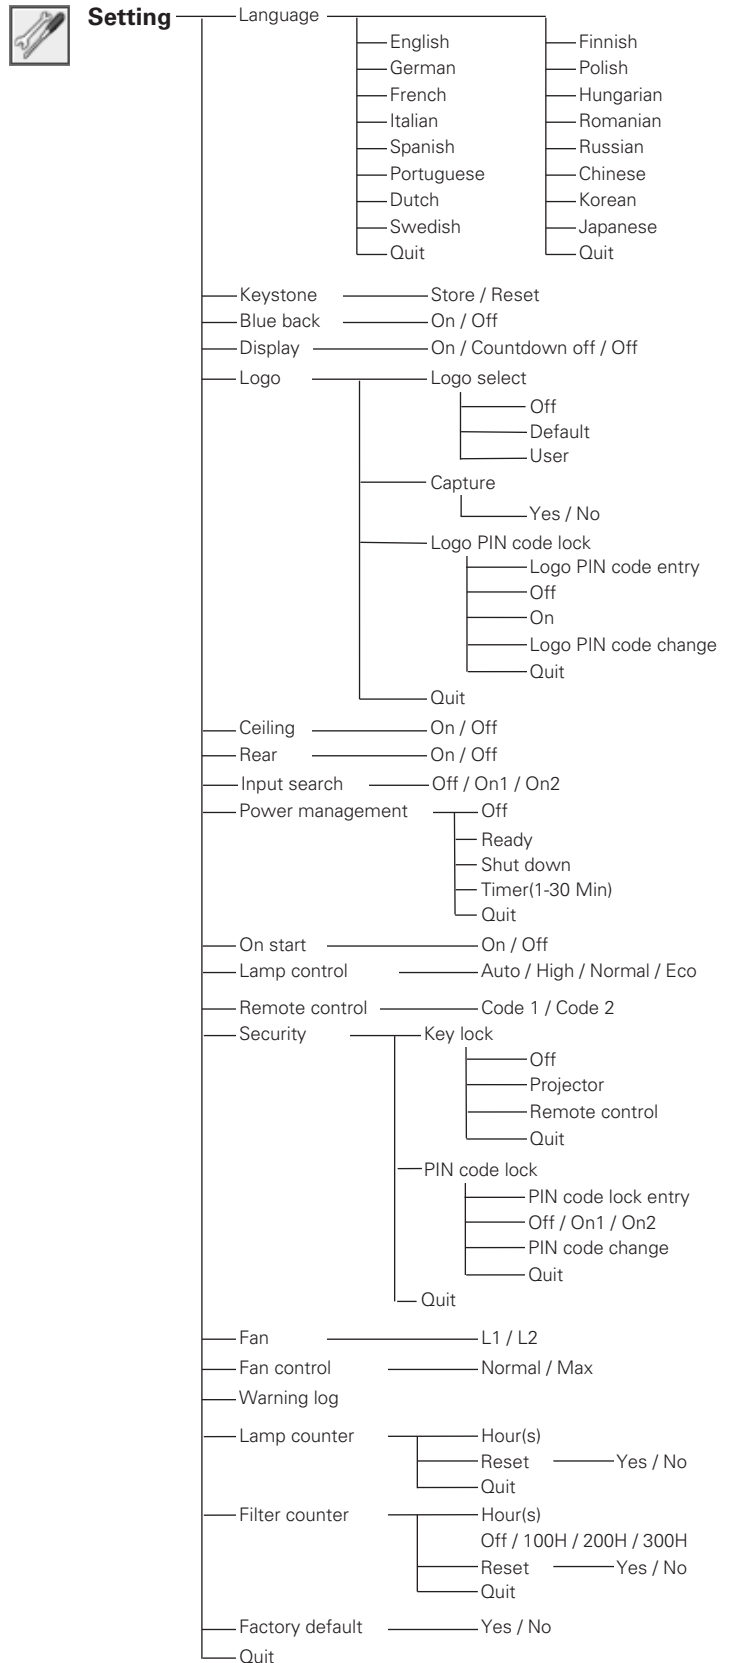 Setting
Language
English
German
French
Italian
Spanish
Portuguese
Dutch
Swedish
Quit
Finnish
Polish
Hungarian
Romanian
Russian
Chinese
Korean
Japanese
Quit
Keystone Store / Reset
Blue back On / Off
Display On / Countdown off / Off
Logo Logo select
Off
Default
User
Capture
Yes / No
Logo PIN code lock
Logo PIN code entry
Off
On
Logo PIN code change
Quit
Quit
Ceiling On / Off
Rear On / Off
Input search Off / On1 / On2
Power management Off
Ready
Shut down
Timer(1-30 Min)
Quit
On start On / Off
Lamp control Auto / High / Normal / Eco
Remote control Code 1 / Code 2
Security Key lock
Off
Projector
Remote control
Quit
PIN code lock
PIN code lock entry
Off / On1 / On2
PIN code change
Quit
Quit
Fan L1 / L2
Fan control Normal / Max
Warning log
Lamp counter Hour(s)
Reset Yes / No
Quit
Filter counter Hour(s)
Off / 100H / 200H / 300H
Reset Yes / No
Quit
Factory default Yes / No
Quit